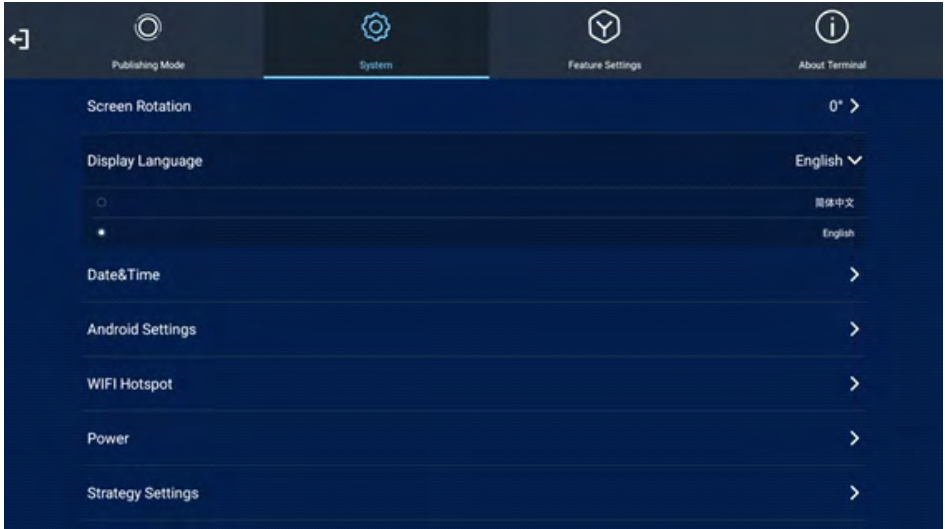 Publishing Mode
System
Feature Settings
About Terminal
Screen Rotation 0°
Display Language English
简体中文
English
Date&Time
Android Settings
WIFI Hotspot
Power
Strategy Settings